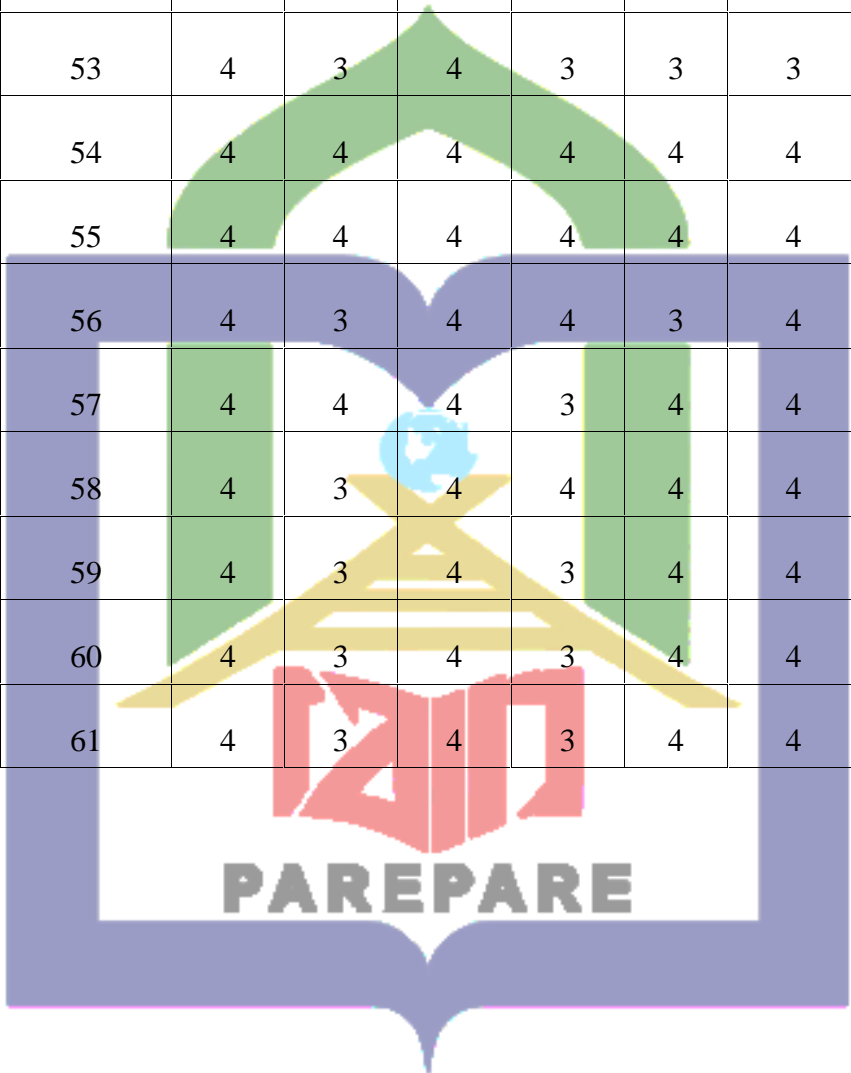 53 4 3 4 3 3 3
54 4 4 4 4 4 4
55 4 4 4 4 4 4
56 4 3 4 4 3 4
57 4 4 4 3 4 4
58 4 3 4 4 4 4
59 4 3 4 3 4 4
60 4 3 4 3 4 4
61 4 3 4 3 4 4
iain
PAREPARE